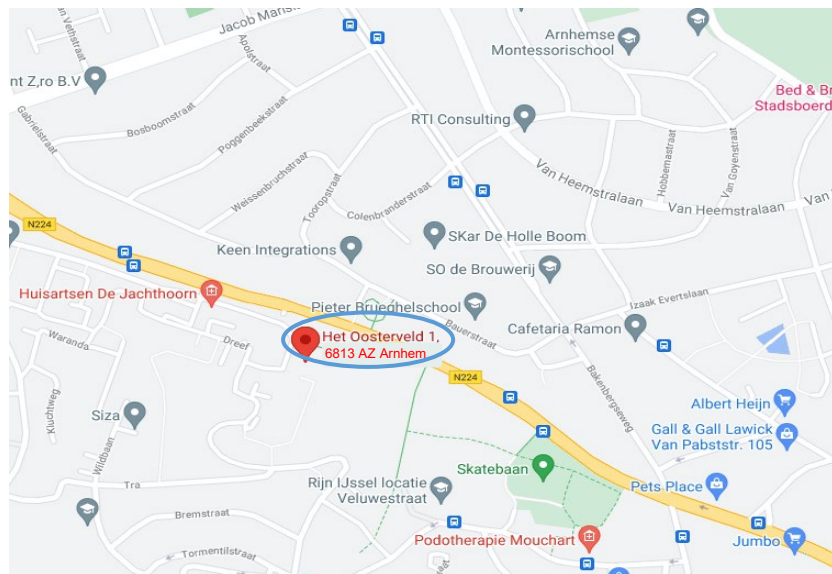 Jacob Maris
Arnhemse
Montessorischool
van Vethstraat
Apolstraat
nt Z,ro B.V
Bed & Br
Stadsboerd
Gabriëlstraat
Bosboomstraat
Poggenbeekstraat
RTI Consulting
Hobbemastraat
Van Goyenstraat
Van Heemstralaan
Weissenbruchstraat
Tooropstraat
Colenbranderstraat
Van Heemstralaan
Van
N224
Keen Integrations
SKar De Holle Boom
SO de Brouwerij
Huisartsen De Jachthoorn
Pieter Brueghelschool
Izaak Evertslaan
Bauerstraat
Cafetaria Ramon
Waranda
Dreef
Het Oosterveld 1,
6813 AZ Arnhem
N224
Bakenbergseweg
Kluchtweg
Siza
Albert Heijn
Gall & Gall Lawick
Van Pabststr. 105
Wildbaan
Skatebaan
Tra
Rijn IJssel locatie
Veluwestraat
Pets Place
Bremstraat
Podotherapie Mouchart
Jumbo
Tormentilstraat